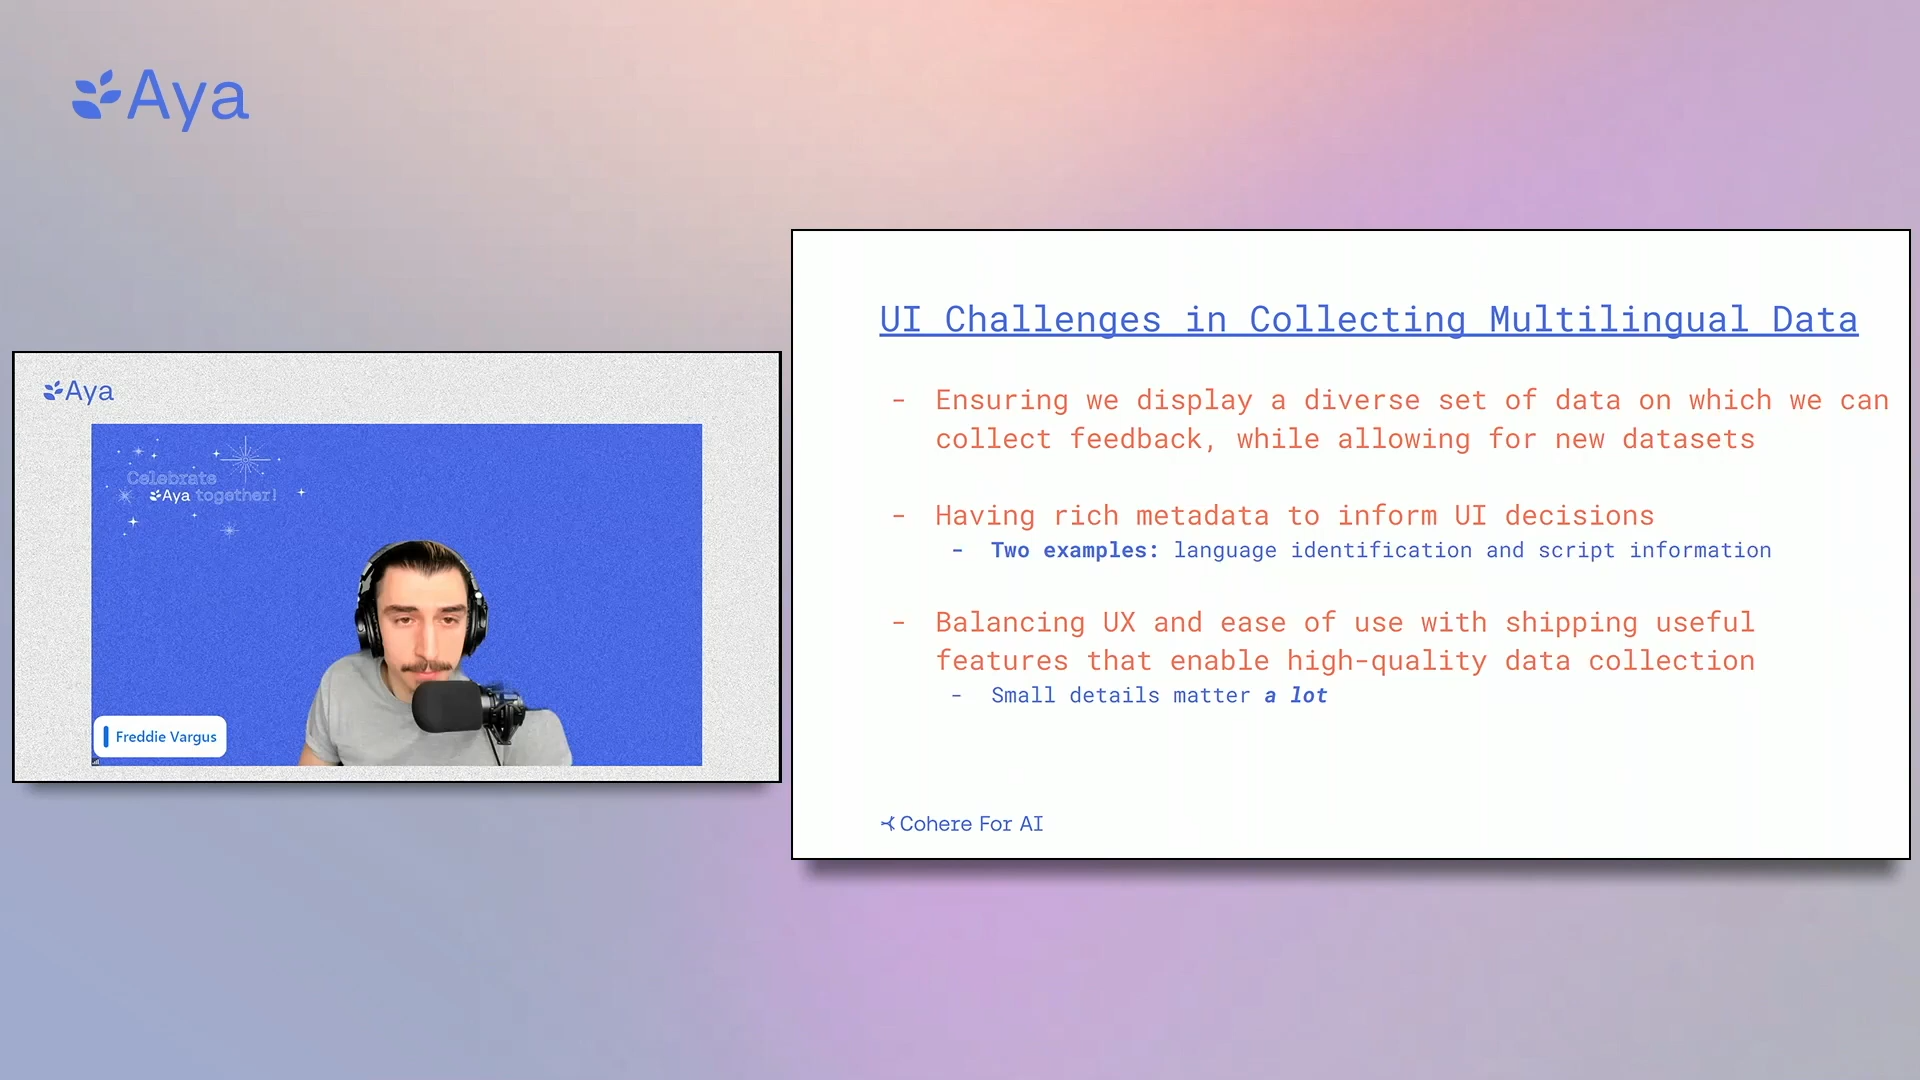 Aya
Aya
Celebrate
Aya together!
Freddie Vargus
UI Challenges in Collecting Multilingual Data
- Ensuring we display a diverse set of data on which we can
collect feedback, while allowing for new datasets
- Having rich metadata to inform UI decisions
- Two examples: language identification and script information
- Balancing UX and ease of use with shipping useful
features that enable high-quality data collection
- Small details matter a lot
Cohere For AI